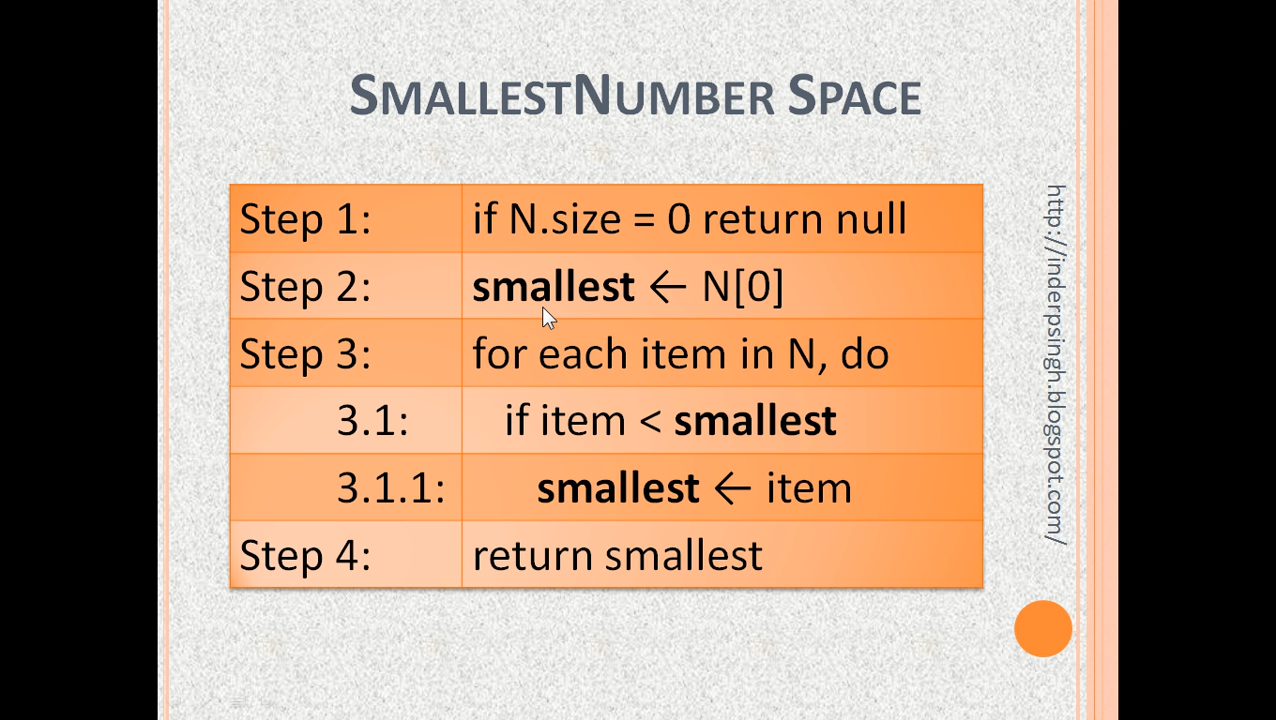 SMALLESTNUMBER SPACE
Step 1: if N.size = 0 return null
Step 2: smallest ← N[0]
Step 3: for each item in N, do
3.1: if item < smallest
3.1.1: smallest ← item
Step 4: return smallest
http://inderpsingh.blogspot.com/